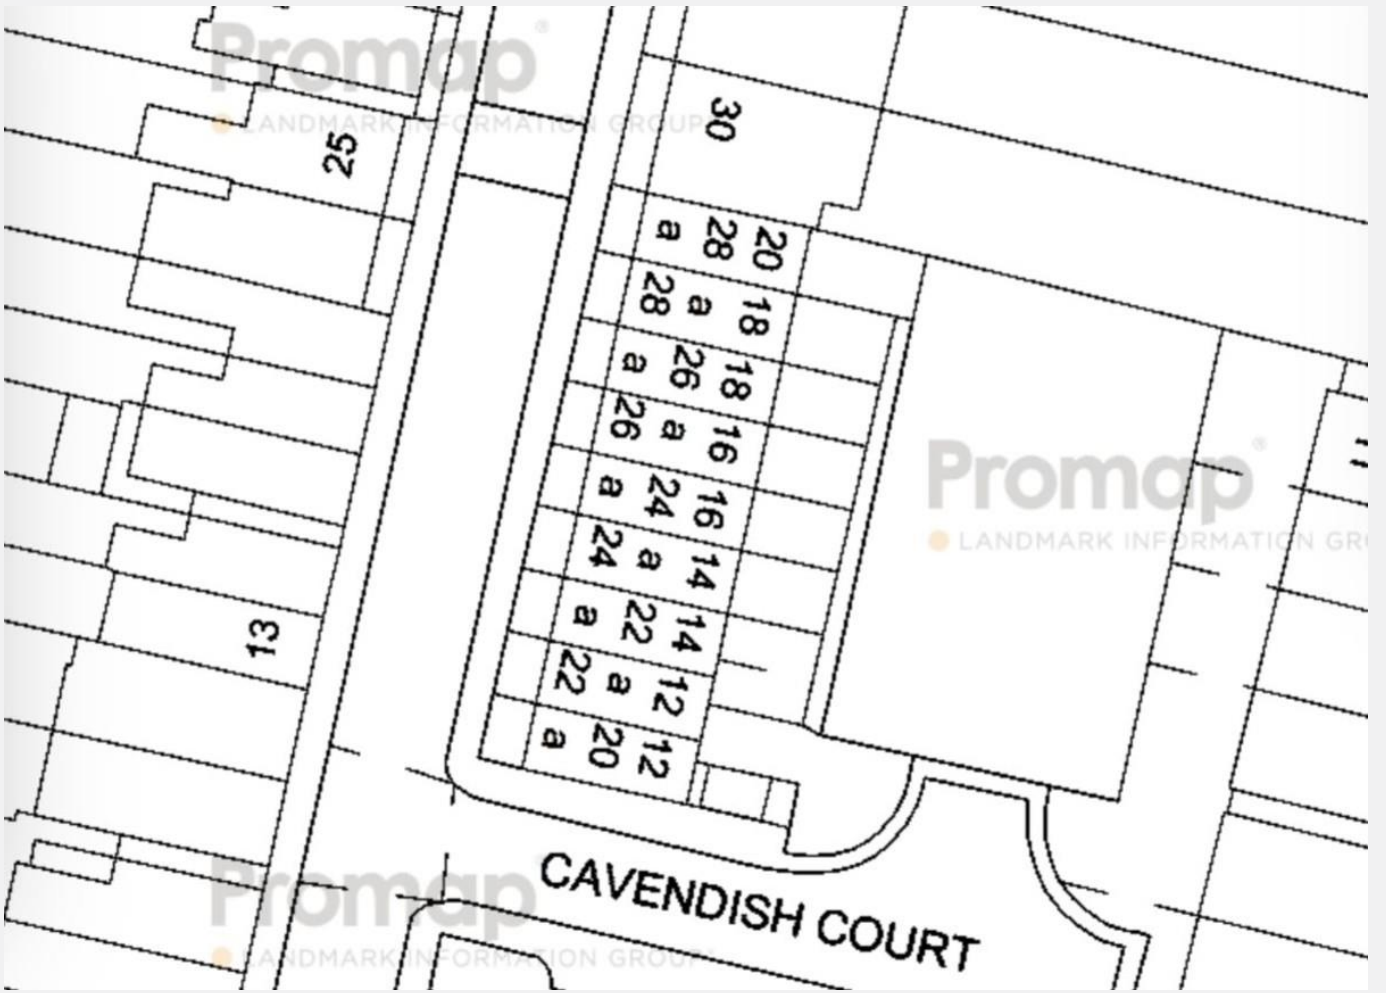 Promap®
LANDMARK INFORMATION GROUP
30
25
a 28 20
28 a 18
a 26 18
26 a 16
a 24 16
24 a 14
a 22 14
22 a 12
a 20 12
Promap®
LANDMARK INFORMATION GR
13
CAVENDISH COURT
Promap
LANDMARK INFORMATION GROUP